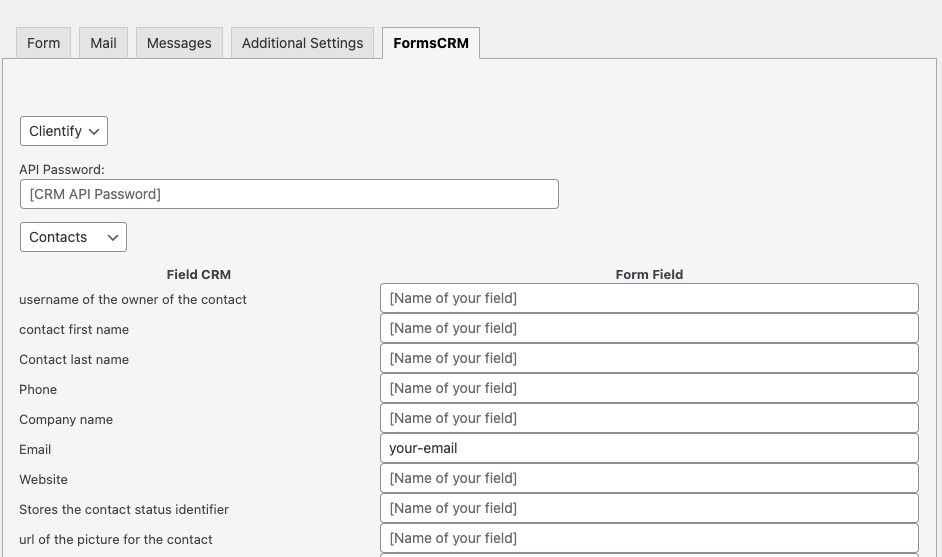 Form Mail Messages Additional Settings FormsCRM
Clientify
API Password:
[CRM API Password]
Contacts
Field CRM Form Field
username of the owner of the contact [Name of your field]
contact first name [Name of your field]
Contact last name [Name of your field]
Phone [Name of your field]
Company name [Name of your field]
Email your-email
Website [Name of your field]
Stores the contact status identifier [Name of your field]
url of the picture for the contact [Name of your field]